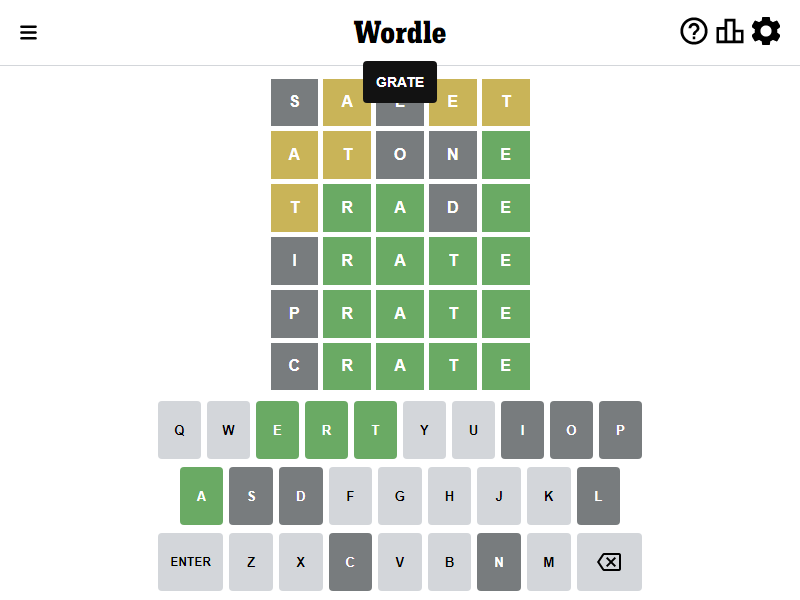 Wordle
GRATE
S A L E T
A T O N E
T R A D E
I R A T E
P R A T E
C R A T E
Q W E R T Y U I O P
A S D F G H J K L
ENTER Z X C V B N M